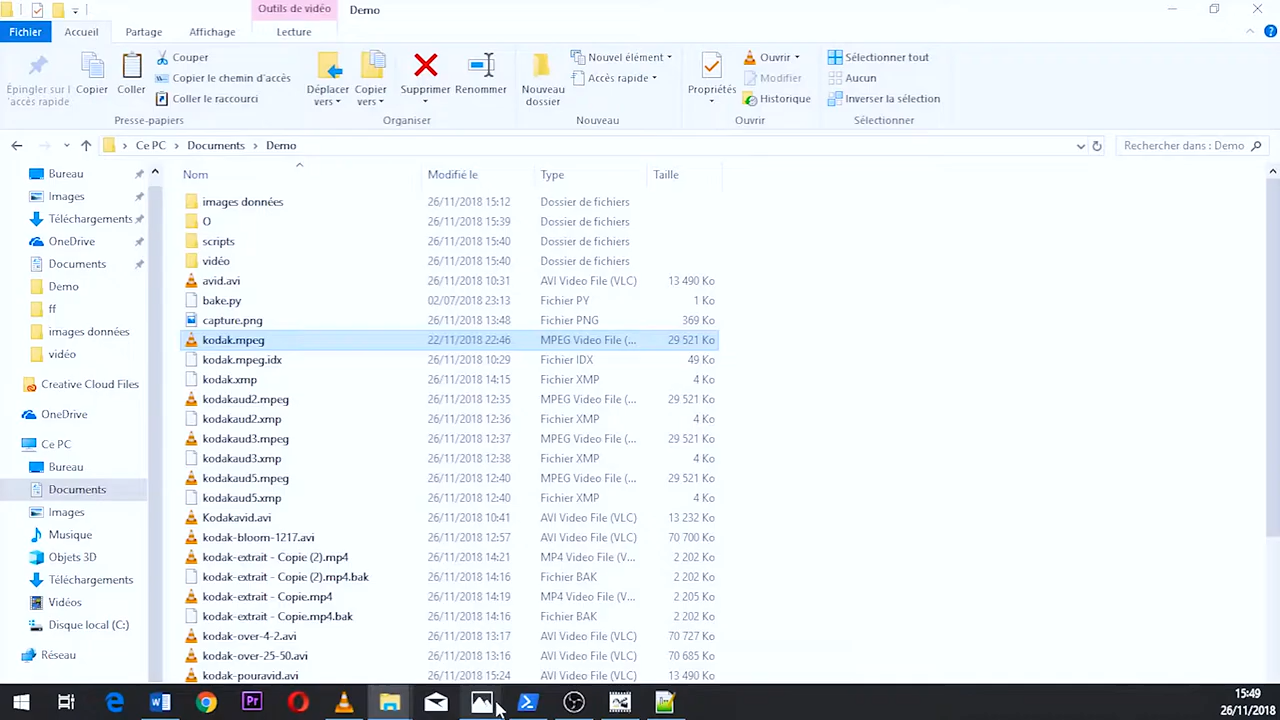 Outils de vidéo Demo
Fichier Accueil Partage Affichage Lecture
Épingler sur l'accès rapide
Copier
Coller
Couper
Copier le chemin d'accès
Coller le raccourci
Presse-papiers
Déplacer vers
Copier vers
Supprimer
Renommer
Organiser
Nouveau dossier
Nouvel élément
Accès rapide
Nouveau
Propriétés
Ouvrir
Modifier
Historique
Ouvrir
Sélectionner tout
Aucun
Inverser la sélection
Sélectionner
Ce PC Documents Demo
Rechercher dans : Demo
Bureau
Images
Téléchargements
OneDrive
Documents
Demo
ff
images données
vidéo
Creative Cloud Files
OneDrive
Ce PC
Bureau
Documents
Images
Musique
Objets 3D
Téléchargements
Vidéos
Disque local (C:)
Réseau
Nom Modifié le Type Taille
images données 26/11/2018 15:12 Dossier de fichiers
O 26/11/2018 15:39 Dossier de fichiers
scripts 26/11/2018 15:40 Dossier de fichiers
vidéo 26/11/2018 15:40 Dossier de fichiers
avid.avi 26/11/2018 10:31 AVI Video File (VLC) 13 490 Ko
bake.py 02/07/2018 23:13 Fichier PY 1 Ko
capture.png 26/11/2018 13:48 Fichier PNG 369 Ko
kodak.mpeg 22/11/2018 22:46 MPEG Video File (... 29 521 Ko
kodak.mpeg.idx 26/11/2018 10:29 Fichier IDX 49 Ko
kodak.xmp 26/11/2018 14:15 Fichier XMP 4 Ko
kodakaud2.mpeg 26/11/2018 12:35 MPEG Video File (... 29 521 Ko
kodakaud2.xmp 26/11/2018 12:36 Fichier XMP 4 Ko
kodakaud3.mpeg 26/11/2018 12:37 MPEG Video File (... 29 521 Ko
kodakaud3.xmp 26/11/2018 12:38 Fichier XMP 4 Ko
kodakaud5.mpeg 26/11/2018 12:40 MPEG Video File (... 29 521 Ko
kodakaud5.xmp 26/11/2018 12:40 Fichier XMP 4 Ko
Kodakavid.avi 26/11/2018 10:41 AVI Video File (VLC) 13 232 Ko
kodak-bloom-1217.avi 26/11/2018 12:57 AVI Video File (VLC) 70 700 Ko
kodak-extrait - Copie (2).mp4 26/11/2018 14:21 MP4 Video File (V... 2 202 Ko
kodak-extrait - Copie (2).mp4.bak 26/11/2018 14:16 Fichier BAK 2 202 Ko
kodak-extrait - Copie.mp4 26/11/2018 14:19 MP4 Video File (V... 2 205 Ko
kodak-extrait - Copie.mp4.bak 26/11/2018 14:16 Fichier BAK 2 202 Ko
kodak-over-4-2.avi 26/11/2018 13:17 AVI Video File (VLC) 70 727 Ko
kodak-over-25-50.avi 26/11/2018 13:16 AVI Video File (VLC) 70 685 Ko
kodak-pouravid.avi 26/11/2018 15:24 AVI Video File (VLC) 13 490 Ko
15:49
26/11/2018